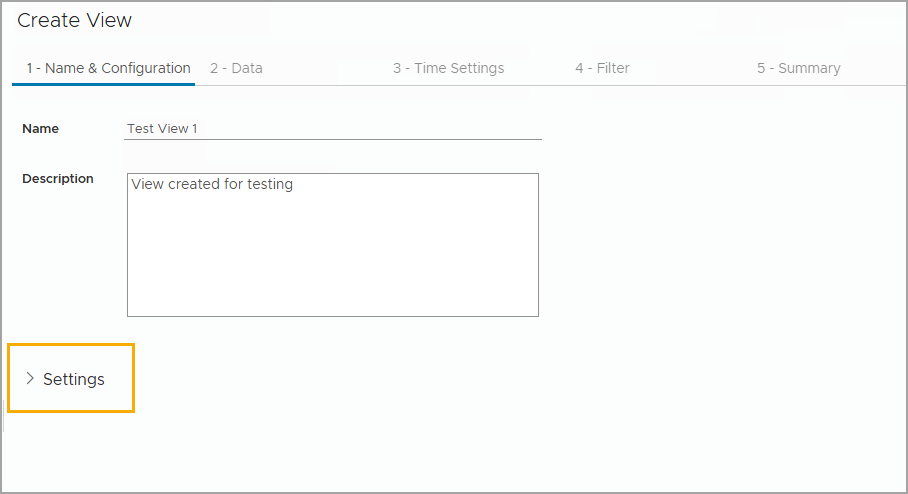 Create View
1 - Name & Configuration 2 - Data 3 - Time Settings 4 - Filter 5 - Summary
Name Test View 1
Description View created for testing
Settings